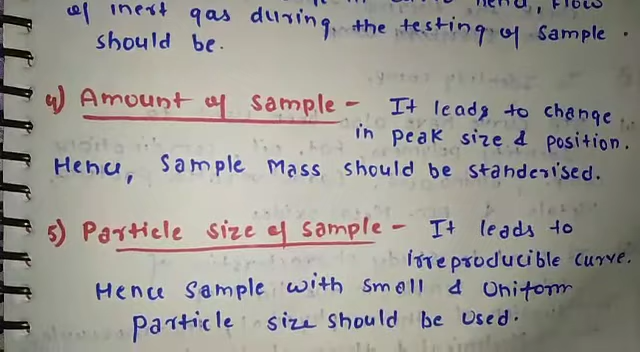 of inert gas during the testing of sample.
should be.
4) Amount of sample - It leads to change
in peak size & position.
Hence, Sample Mass should be standerised.
5) Particle size of sample - It leads to
irreproducible curve.
Hence Sample with small & Uniform
Particle size should be used.